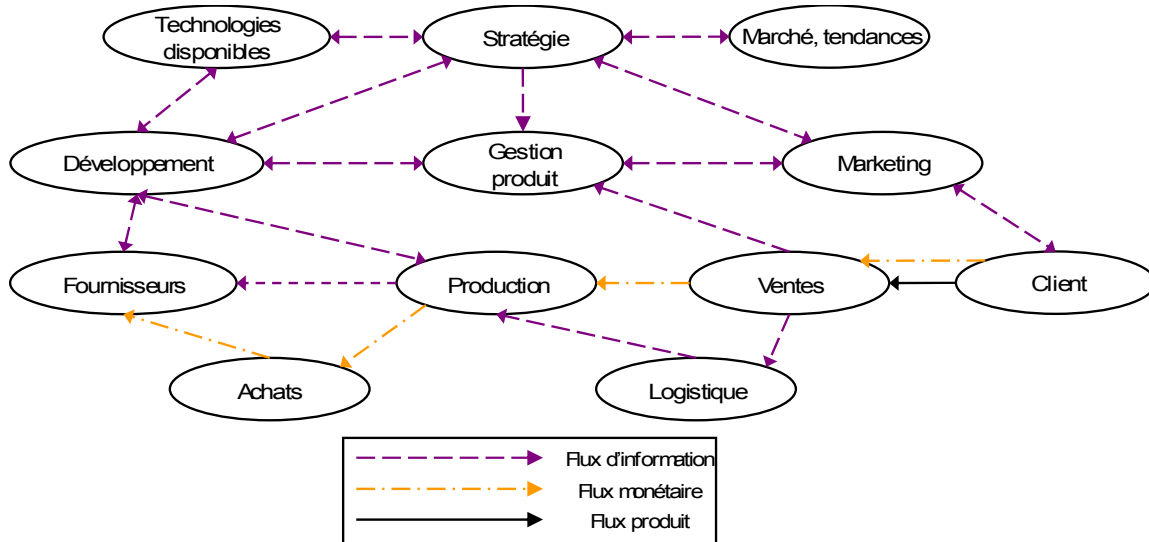 Technologies
disponibles
Stratégie
Marché, tendances
Développement
Gestion
produit
Marketing
Fournisseurs
Production
Ventes
Client
Achats
Logistique
Flux d'information
Flux monétaire
Flux produit